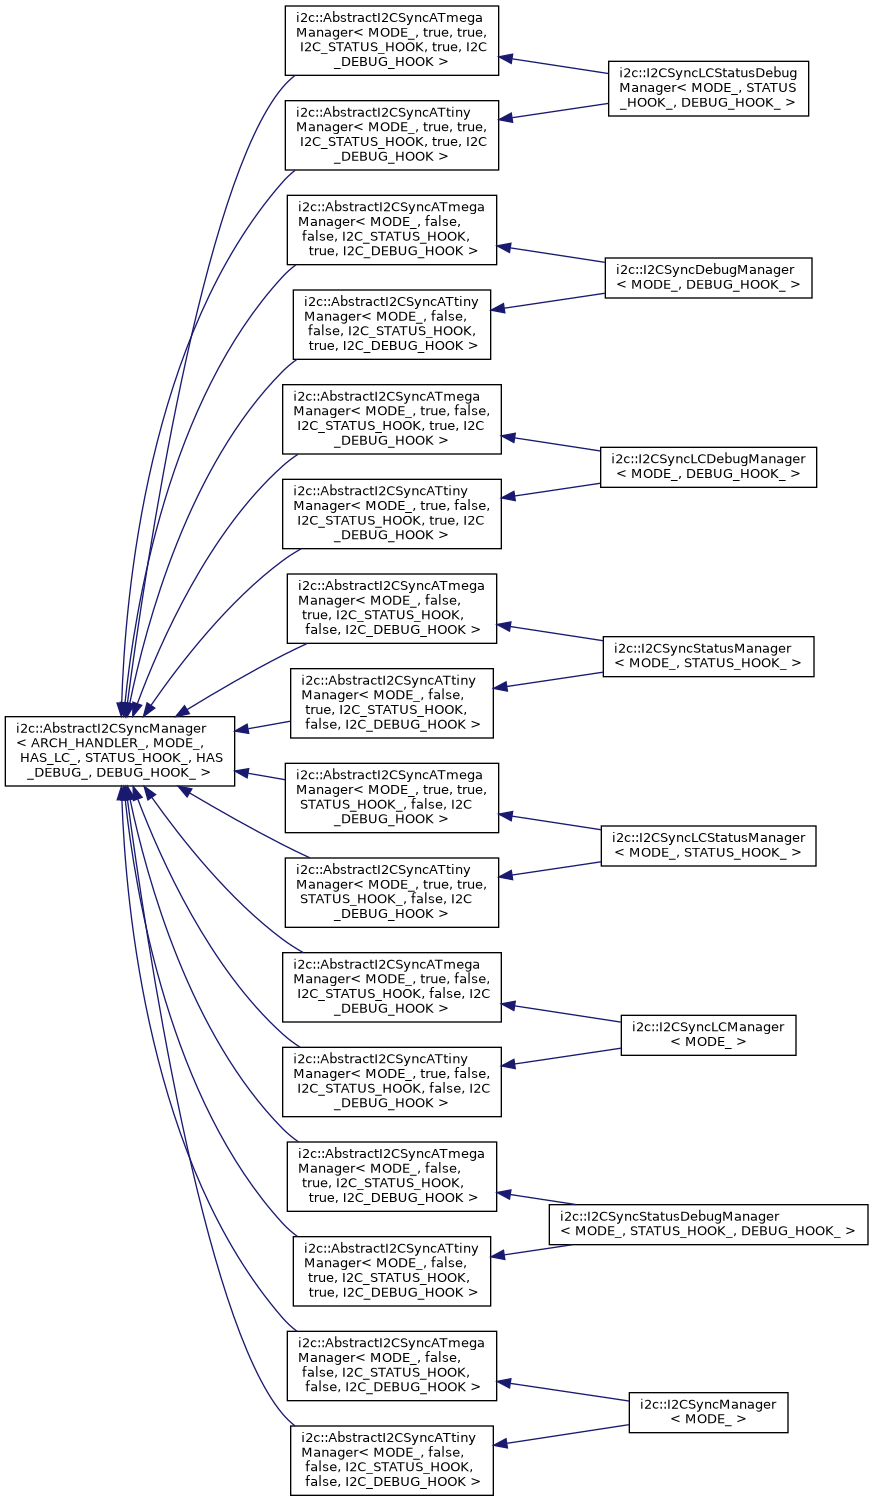 i2c::AbstractI2CSyncATmega
Manager< MODE_, true, true,
I2C_STATUS_HOOK, true, I2C
_DEBUG_HOOK >
i2c::I2CSyncLCStatusDebug
Manager< MODE_, STATUS
_HOOK_, DEBUG_HOOK_ >
i2c::AbstractI2CSyncATtiny
Manager< MODE_, true, true,
I2C_STATUS_HOOK, true, I2C
_DEBUG_HOOK >
i2c::AbstractI2CSyncATmega
Manager< MODE_, false,
false, I2C_STATUS_HOOK,
true, I2C_DEBUG_HOOK >
i2c::I2CSyncDebugManager
< MODE_, DEBUG_HOOK_ >
i2c::AbstractI2CSyncATtiny
Manager< MODE_, false,
false, I2C_STATUS_HOOK,
true, I2C_DEBUG_HOOK >
i2c::AbstractI2CSyncATmega
Manager< MODE_, true, false,
I2C_STATUS_HOOK, true, I2C
_DEBUG_HOOK >
i2c::I2CSyncLCDebugManager
< MODE_, DEBUG_HOOK_ >
i2c::AbstractI2CSyncATtiny
Manager< MODE_, true, false,
I2C_STATUS_HOOK, true, I2C
_DEBUG_HOOK >
i2c::AbstractI2CSyncATmega
Manager< MODE_, false,
true, I2C_STATUS_HOOK,
false, I2C_DEBUG_HOOK >
i2c::I2CSyncStatusManager
< MODE_, STATUS_HOOK_ >
i2c::AbstractI2CSyncATtiny
Manager< MODE_, false,
true, I2C_STATUS_HOOK,
false, I2C_DEBUG_HOOK >
i2c::AbstractI2CSyncManager
< ARCH_HANDLER_, MODE_,
HAS_LC_, STATUS_HOOK_, HAS
_DEBUG_, DEBUG_HOOK_ >
i2c::AbstractI2CSyncATmega
Manager< MODE_, true, true,
STATUS_HOOK_, false, I2C
_DEBUG_HOOK >
i2c::I2CSyncLCStatusManager
< MODE_, STATUS_HOOK_ >
i2c::AbstractI2CSyncATtiny
Manager< MODE_, true, true,
STATUS_HOOK_, false, I2C
_DEBUG_HOOK >
i2c::AbstractI2CSyncATmega
Manager< MODE_, true, false,
I2C_STATUS_HOOK, false, I2C
_DEBUG_HOOK >
i2c::I2CSyncLCManager
< MODE_ >
i2c::AbstractI2CSyncATtiny
Manager< MODE_, true, false,
I2C_STATUS_HOOK, false, I2C
_DEBUG_HOOK >
i2c::AbstractI2CSyncATmega
Manager< MODE_, false,
true, I2C_STATUS_HOOK,
true, I2C_DEBUG_HOOK >
i2c::I2CSyncStatusDebugManager
< MODE_, STATUS_HOOK_, DEBUG_HOOK_ >
i2c::AbstractI2CSyncATtiny
Manager< MODE_, false,
true, I2C_STATUS_HOOK,
true, I2C_DEBUG_HOOK >
i2c::AbstractI2CSyncATmega
Manager< MODE_, false,
false, I2C_STATUS_HOOK,
false, I2C_DEBUG_HOOK >
i2c::I2CSyncManager
< MODE_ >
i2c::AbstractI2CSyncATtiny
Manager< MODE_, false,
false, I2C_STATUS_HOOK,
false, I2C_DEBUG_HOOK >